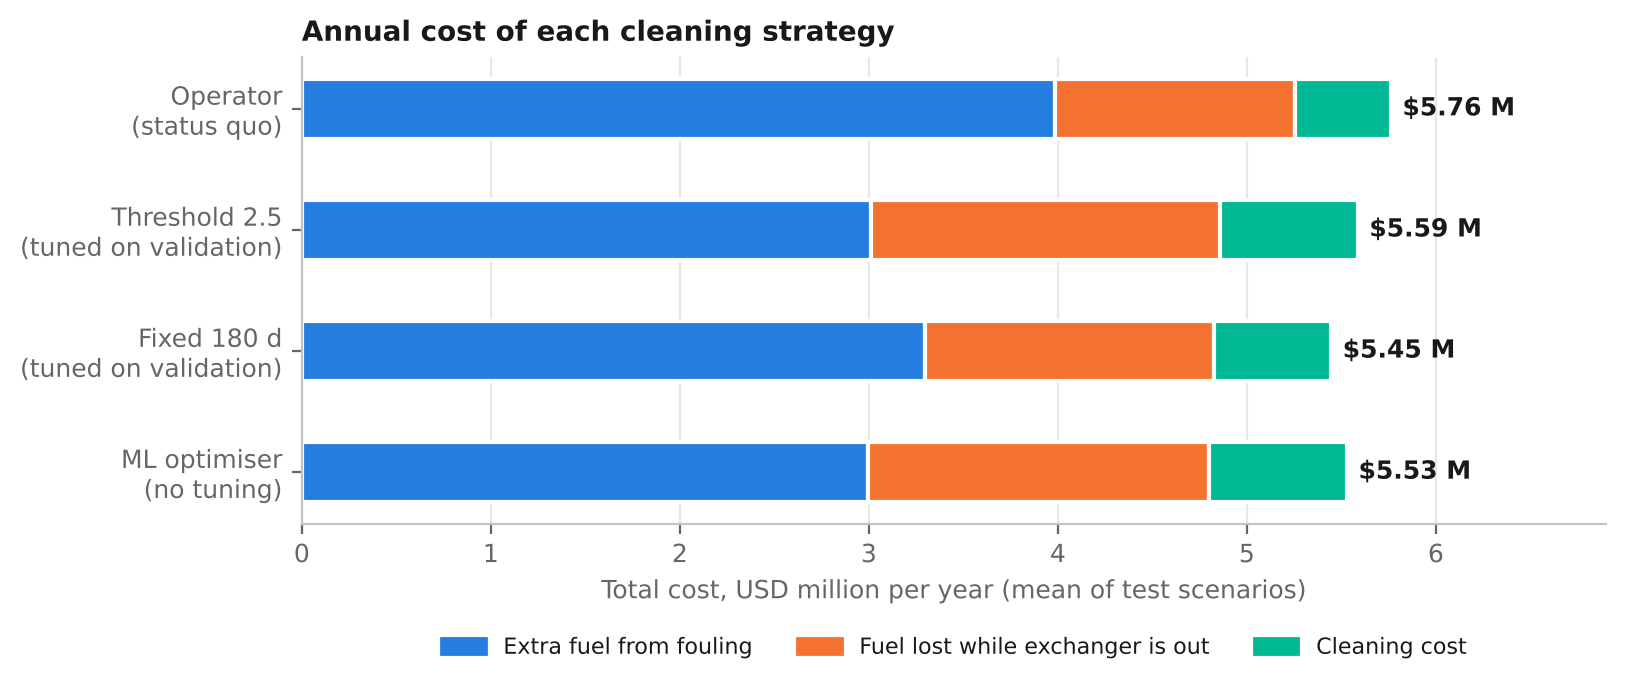 Annual cost of each cleaning strategy
Operator
(status quo)
$5.76 M
Threshold 2.5
(tuned on validation)
$5.59 M
Fixed 180 d
(tuned on validation)
$5.45 M
ML optimiser
(no tuning)
$5.53 M
0 1 2 3 4 5 6
Total cost, USD million per year (mean of test scenarios)
Extra fuel from fouling Fuel lost while exchanger is out Cleaning cost